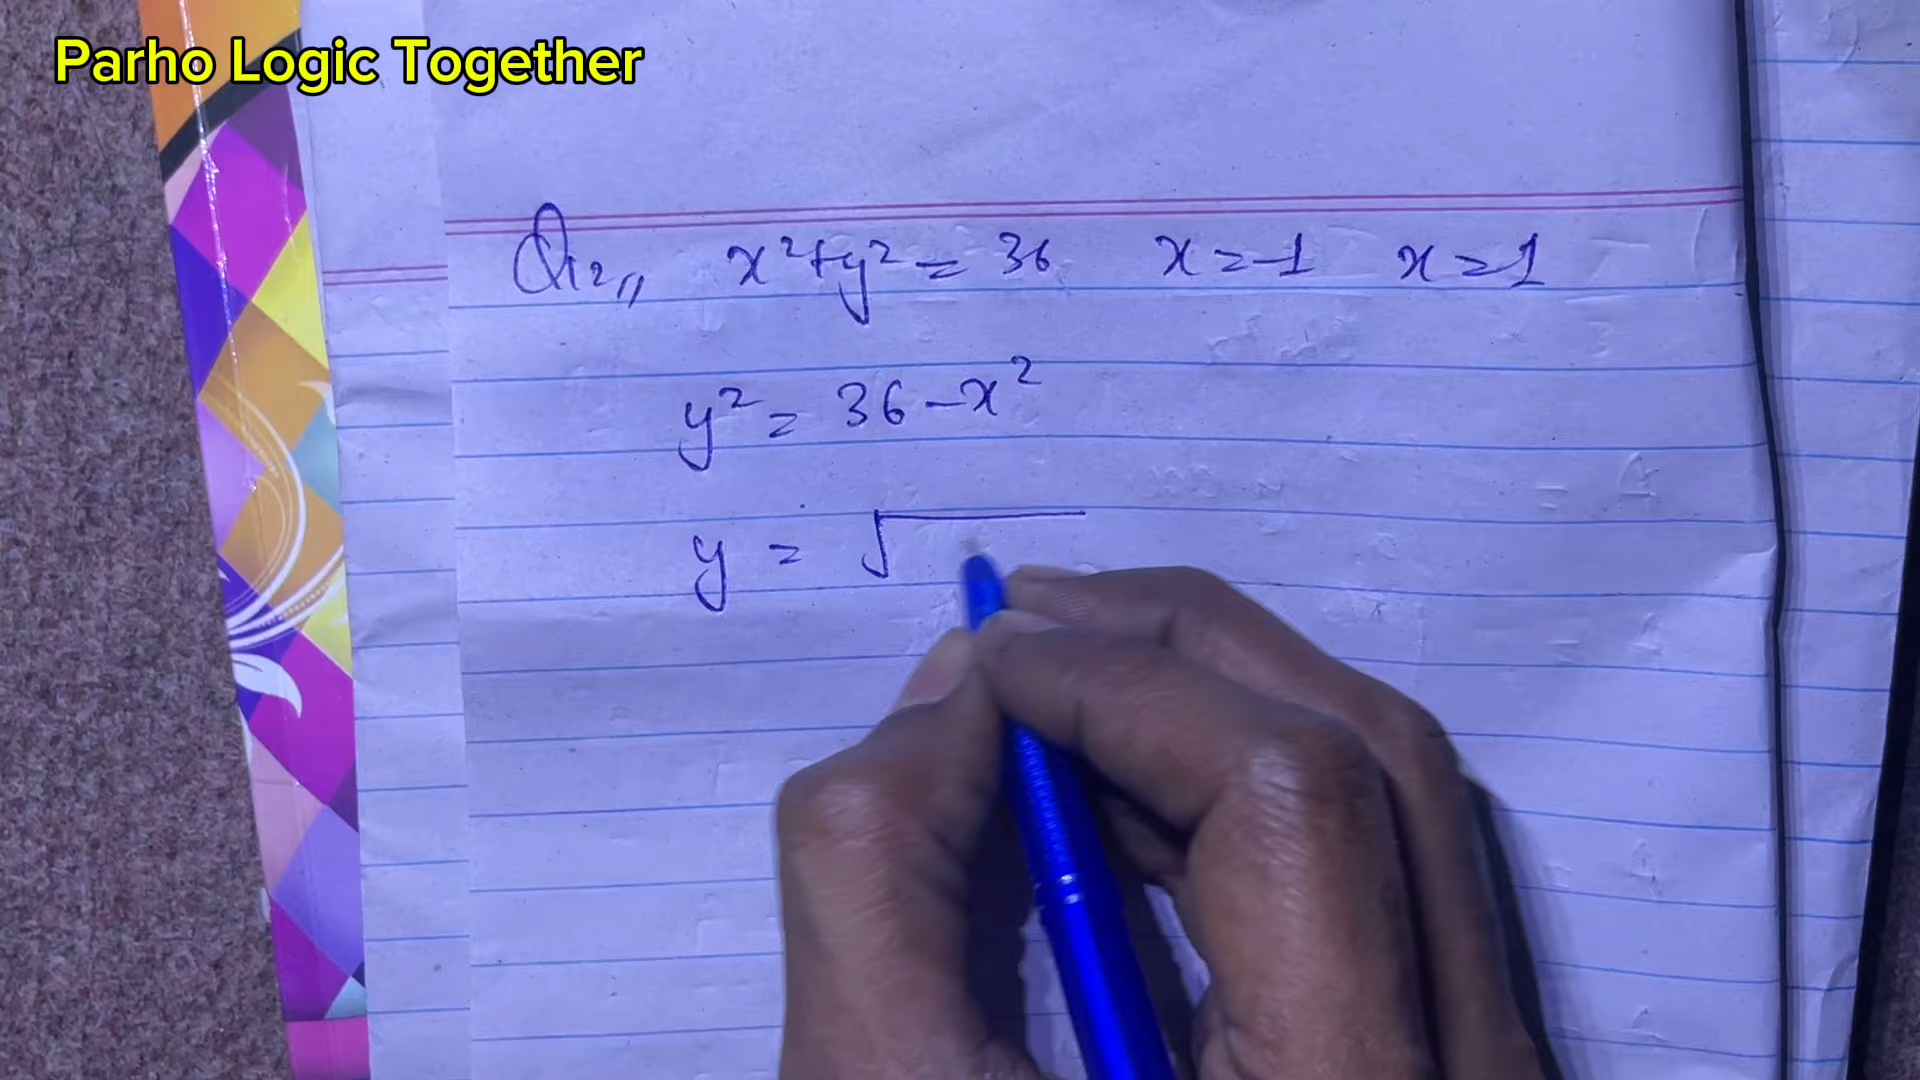 Parho Logic Together
Q12,, x²+y² = 36 x=-1 x=1
y² = 36-x²
y = √